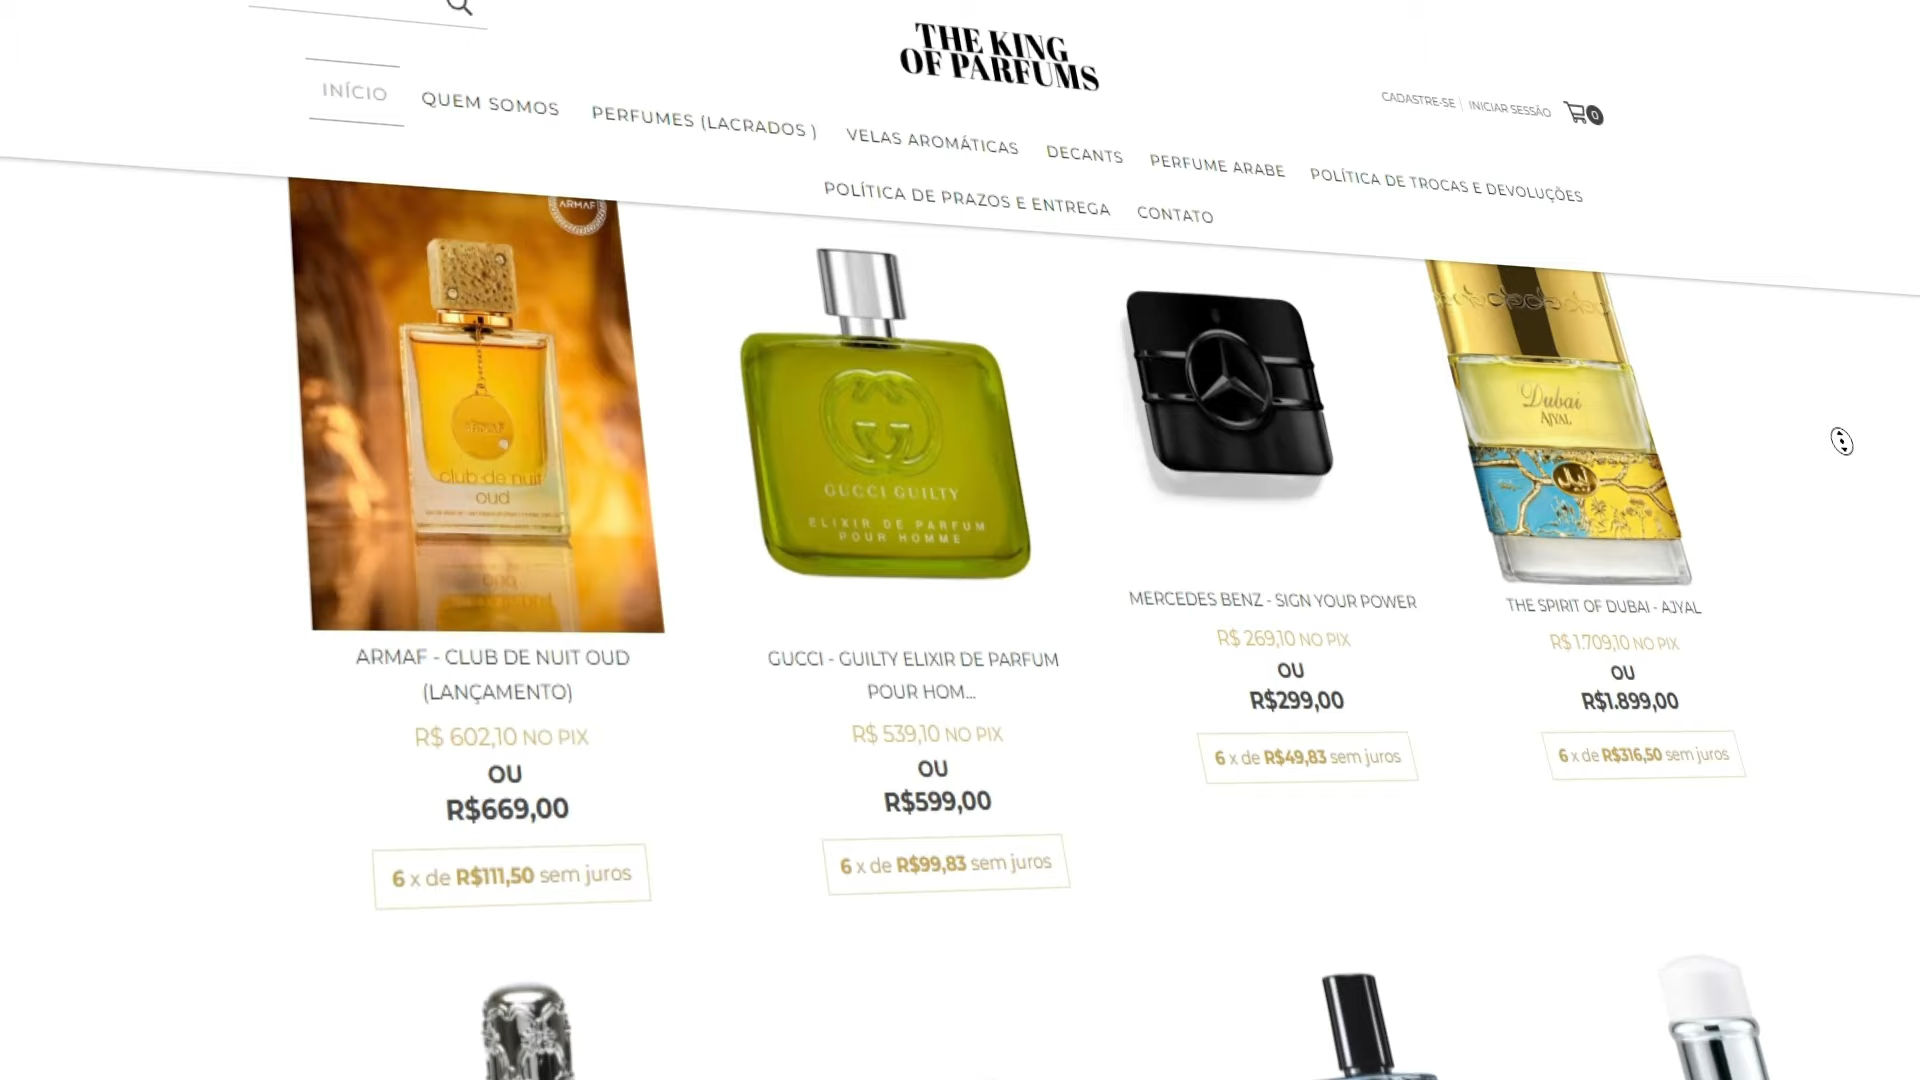 THE KING
OF PARFUMS
CADASTRE-SE
INICIAR SESSÃO
0
INÍCIO
QUEM SOMOS
PERFUMES (LACRADOS )
VELAS AROMÁTICAS
DECANTS
PERFUME ARABE
POLÍTICA DE TROCAS E DEVOLUÇÕES
POLÍTICA DE PRAZOS E ENTREGA
CONTATO
ARMAF
club de nuit
oud
GUCCI GUILTY
ELIXIR DE PARFUM
POUR HOMME
Dubai
AJYAL
ARMAF - CLUB DE NUIT OUD
(LANÇAMENTO)
R$ 602,10 NO PIX
OU
R$669,00
6 x de R$111,50 sem juros
GUCCI - GUILTY ELIXIR DE PARFUM
POUR HOM...
R$ 539,10 NO PIX
OU
R$599,00
6 x de R$99,83 sem juros
MERCEDES BENZ - SIGN YOUR POWER
R$ 269,10 NO PIX
OU
R$299,00
6 x de R$49,83 sem juros
THE SPIRIT OF DUBAI - AJYAL
R$ 1.709,10 NO PIX
OU
R$1.899,00
6 x de R$316,50 sem juros